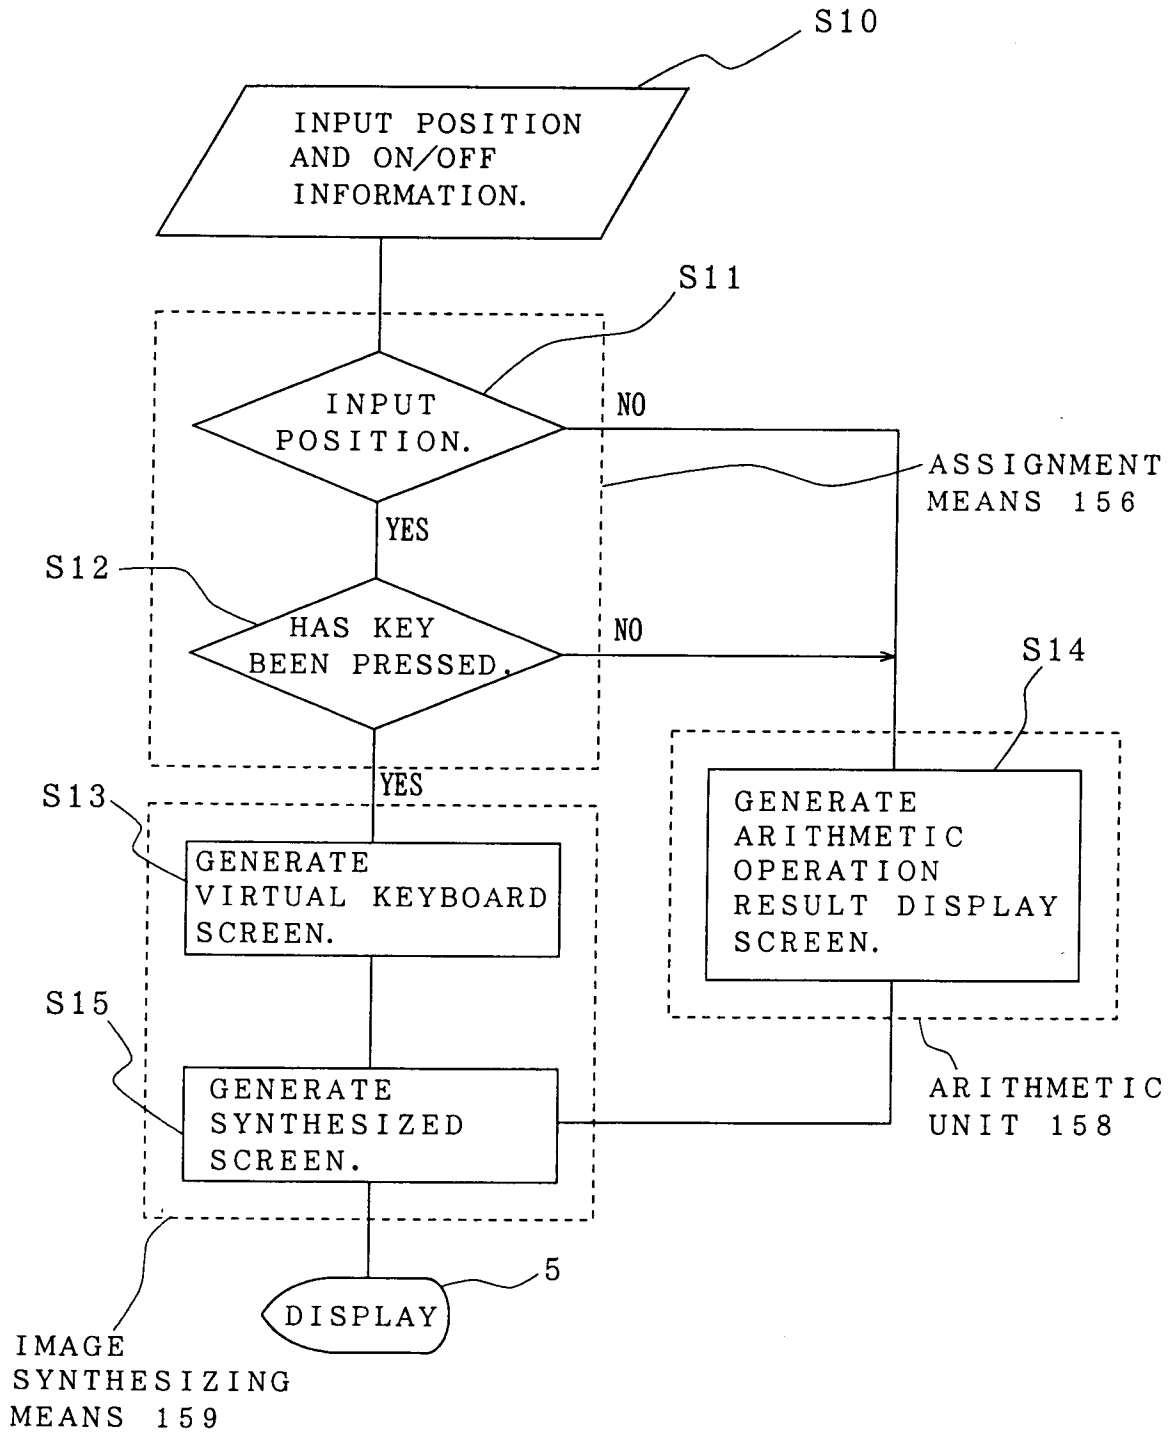 S10
INPUT POSITION
AND ON/OFF
INFORMATION.
S11
INPUT
POSITION.
NO
ASSIGNMENT
MEANS 156
YES
S12
HAS KEY
BEEN PRESSED.
NO
S14
YES
S13
GENERATE
VIRTUAL KEYBOARD
SCREEN.
GENERATE
ARITHMETIC
OPERATION
RESULT DISPLAY
SCREEN.
S15
GENERATE
SYNTHESIZED
SCREEN.
ARITHMETIC
UNIT 158
5
DISPLAY
IMAGE
SYNTHESIZING
MEANS 159